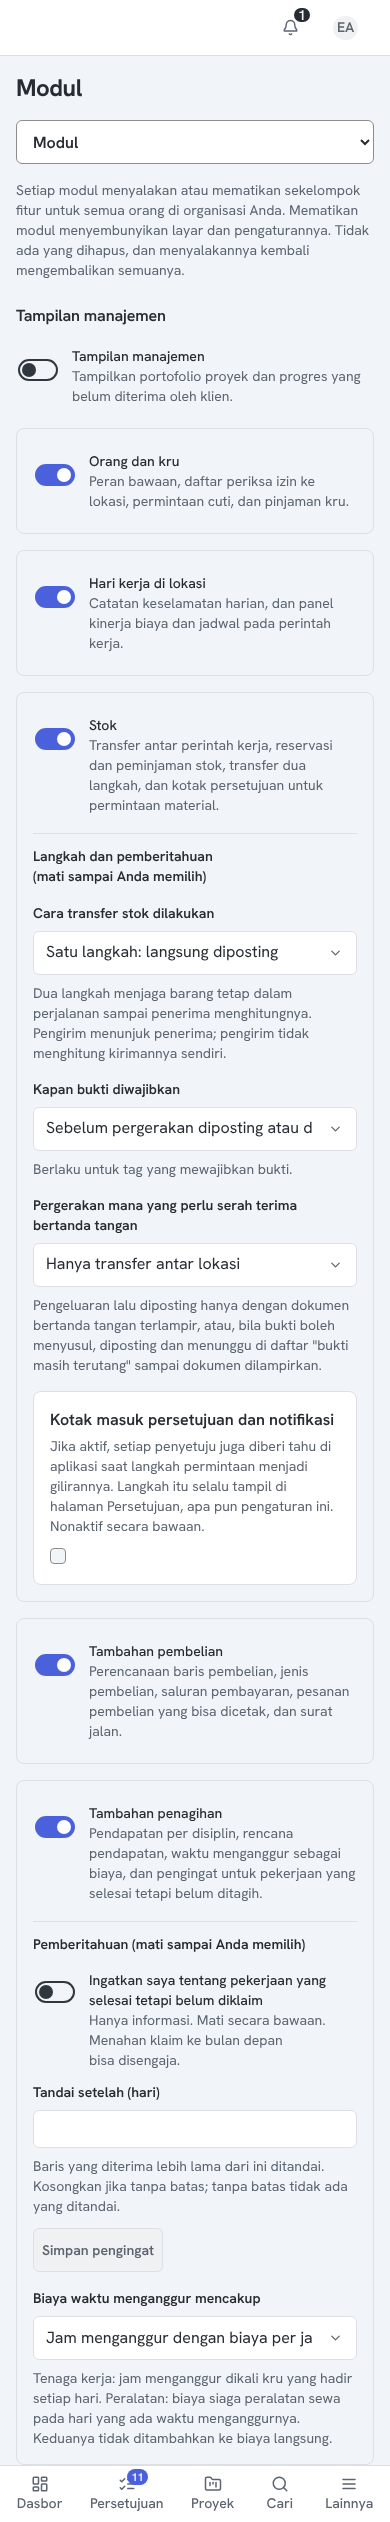 1
EA
Modul
Modul
Setiap modul menyalakan atau mematikan sekelompok
fitur untuk semua orang di organisasi Anda. Mematikan
modul menyembunyikan layar dan pengaturannya. Tidak
ada yang dihapus, dan menyalakannya kembali
mengembalikan semuanya.
Tampilan manajemen
Tampilan manajemen
Tampilkan portofolio proyek dan progres yang
belum diterima oleh klien.
Orang dan kru
Peran bawaan, daftar periksa izin ke
lokasi, permintaan cuti, dan pinjaman kru.
Hari kerja di lokasi
Catatan keselamatan harian, dan panel
kinerja biaya dan jadwal pada perintah
kerja.
Stok
Transfer antar perintah kerja, reservasi
dan peminjaman stok, transfer dua
langkah, dan kotak persetujuan untuk
permintaan material.
Langkah dan pemberitahuan
(mati sampai Anda memilih)
Cara transfer stok dilakukan
Satu langkah: langsung diposting
Dua langkah menjaga barang tetap dalam
perjalanan sampai penerima menghitungnya.
Pengirim menunjuk penerima; pengirim tidak
menghitung kirimannya sendiri.
Kapan bukti diwajibkan
Sebelum pergerakan diposting atau d
Berlaku untuk tag yang mewajibkan bukti.
Pergerakan mana yang perlu serah terima
bertanda tangan
Hanya transfer antar lokasi
Pengeluaran lalu diposting hanya dengan dokumen
bertanda tangan terlampir, atau, bila bukti boleh
menyusul, diposting dan menunggu di daftar "bukti
masih terutang" sampai dokumen dilampirkan.
Kotak masuk persetujuan dan notifikasi
Jika aktif, setiap penyetuju juga diberi tahu di
aplikasi saat langkah permintaan menjadi
gilirannya. Langkah itu selalu tampil di
halaman Persetujuan, apa pun pengaturan ini.
Nonaktif secara bawaan.
Tambahan pembelian
Perencanaan baris pembelian, jenis
pembelian, saluran pembayaran, pesanan
pembelian yang bisa dicetak, dan surat
jalan.
Tambahan penagihan
Pendapatan per disiplin, rencana
pendapatan, waktu menganggur sebagai
biaya, dan pengingat untuk pekerjaan yang
selesai tetapi belum ditagih.
Pemberitahuan (mati sampai Anda memilih)
Ingatkan saya tentang pekerjaan yang
selesai tetapi belum diklaim
Hanya informasi. Mati secara bawaan.
Menahan klaim ke bulan depan
bisa disengaja.
Tandai setelah (hari)
Baris yang diterima lebih lama dari ini ditandai.
Kosongkan jika tanpa batas; tanpa batas tidak ada
yang ditandai.
Simpan pengingat
Biaya waktu menganggur mencakup
Jam menganggur dengan biaya per ja
Tenaga kerja: jam menganggur dikali kru yang hadir
setiap hari. Peralatan: biaya siaga peralatan sewa
pada hari yang ada waktu menganggurnya.
Keduanya tidak ditambahkan ke biaya langsung.
11
Dasbor
Persetujuan
Proyek
Cari
Lainnya